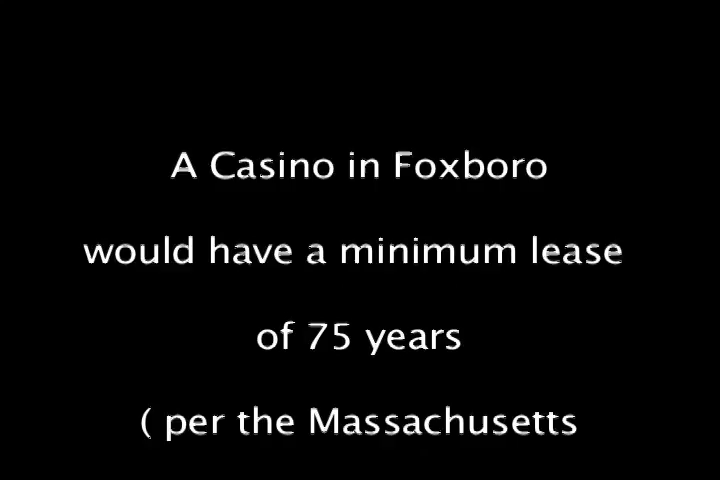 A Casino in Foxboro
would have a minimum lease
of 75 years
( per the Massachusetts